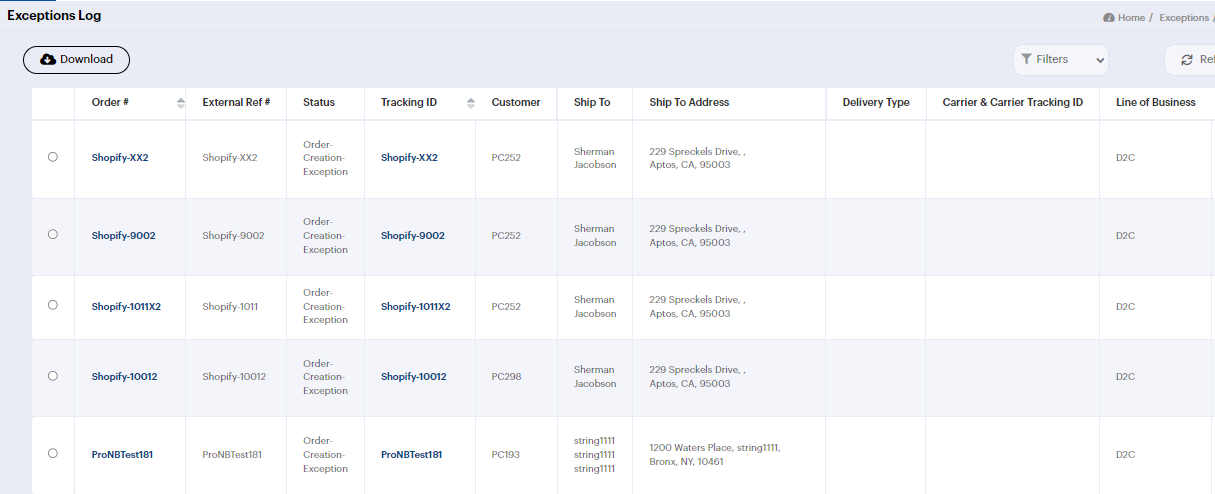 Exceptions Log
Home / Exceptions /
Download
Filters
Order # External Ref # Status Tracking ID Customer Ship To Ship To Address Delivery Type Carrier & Carrier Tracking ID Line of Business
Shopify-XX2 Shopify-XX2 Order-Creation-Exception Shopify-XX2 PC252 Sherman Jacobson 229 Spreckels Drive, , Aptos, CA, 95003 D2C
Shopify-9002 Shopify-9002 Order-Creation-Exception Shopify-9002 PC252 Sherman Jacobson 229 Spreckels Drive, , Aptos, CA, 95003 D2C
Shopify-1011X2 Shopify-1011 Order-Creation-Exception Shopify-1011X2 PC252 Sherman Jacobson 229 Spreckels Drive, , Aptos, CA, 95003 D2C
Shopify-10012 Shopify-10012 Order-Creation-Exception Shopify-10012 PC298 Sherman Jacobson 229 Spreckels Drive, , Aptos, CA, 95003 D2C
ProNBTest181 ProNBTest181 Order-Creation-Exception ProNBTest181 PC193 string1111 string1111 string1111 1200 Waters Place, string1111, Bronx, NY, 10461 D2C